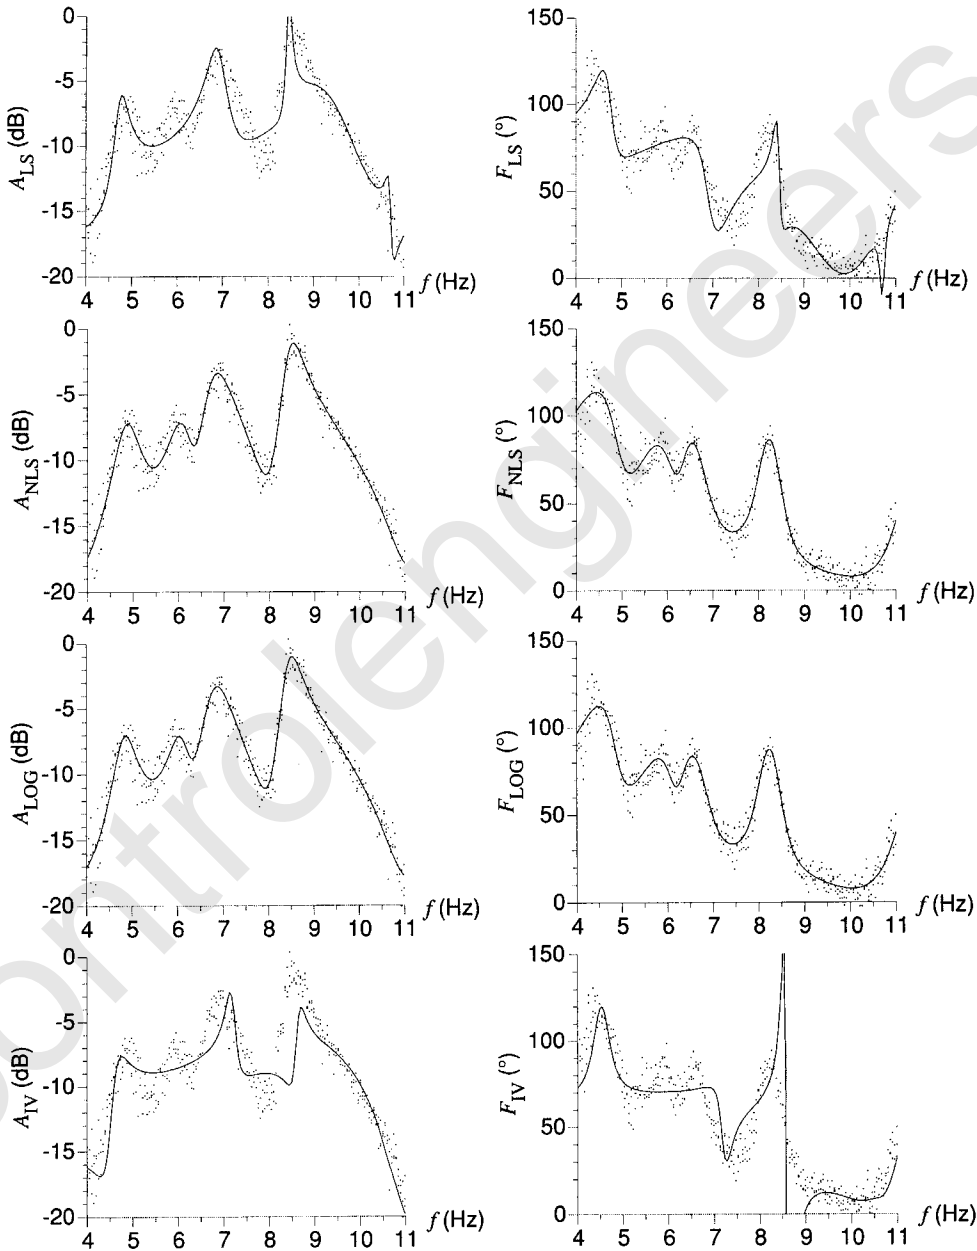 0
-5
-10
-15
-20
A_LS (dB)
4 5 6 7 8 9 10 11 f (Hz)
150
100
50
0
F_LS (°)
4 5 6 7 8 9 10 11 f (Hz)
0
-5
-10
-15
-20
A_NLS (dB)
4 5 6 7 8 9 10 11 f (Hz)
150
100
50
0
F_NLS (°)
4 5 6 7 8 9 10 11 f (Hz)
0
-5
-10
-15
-20
A_LOG (dB)
4 5 6 7 8 9 10 11 f (Hz)
150
100
50
0
F_LOG (°)
4 5 6 7 8 9 10 11 f (Hz)
0
-5
-10
-15
-20
A_IV (dB)
4 5 6 7 8 9 10 11 f (Hz)
150
100
50
0
F_IV (°)
4 5 6 7 8 9 10 11 f (Hz)
ontrolengineers